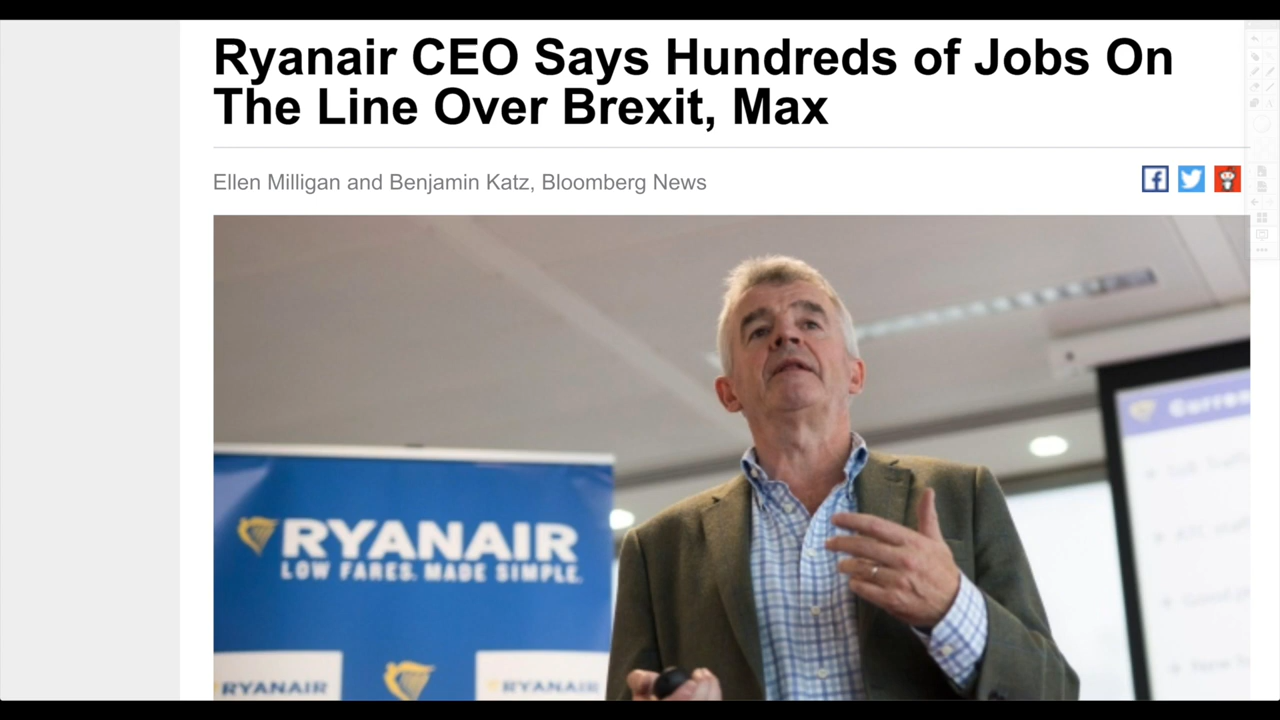 Ryanair CEO Says Hundreds of Jobs On
The Line Over Brexit, Max
Ellen Milligan and Benjamin Katz, Bloomberg News
RYANAIR
LOW FARES. MADE SIMPLE.
RYANAIR
RYANAIR